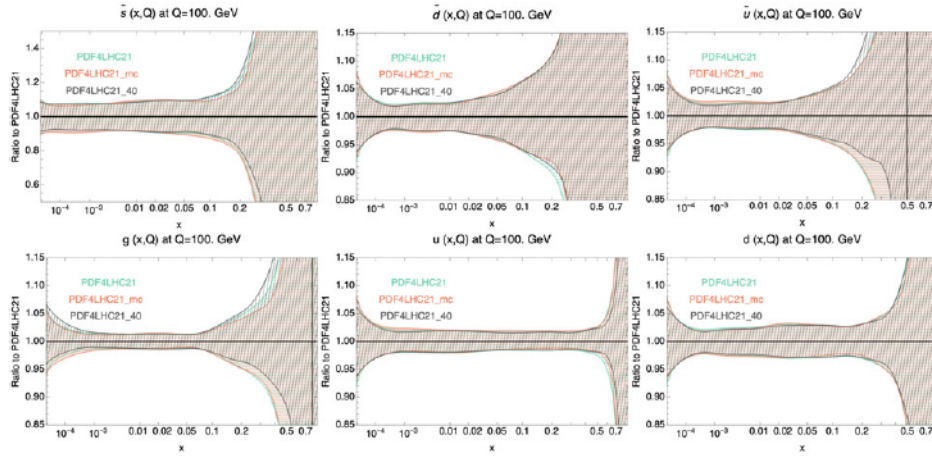 s̄ (x,Q) at Q=100. GeV
Ratio to PDF4LHC21
1.4
1.2
1.0
0.8
0.6
PDF4LHC21
PDF4LHC21_mc
PDF4LHC21_40
10⁻⁴ 10⁻³ 0.01 0.02 0.05 0.1 0.2 0.5 0.7
x
d̄ (x,Q) at Q=100. GeV
Ratio to PDF4LHC21
1.15
1.10
1.05
1.00
0.95
0.90
0.85
PDF4LHC21
PDF4LHC21_mc
PDF4LHC21_40
10⁻⁴ 10⁻³ 0.01 0.02 0.05 0.1 0.2 0.5 0.7
x
ū (x,Q) at Q=100. GeV
Ratio to PDF4LHC21
1.15
1.10
1.05
1.00
0.95
0.90
0.85
PDF4LHC21
PDF4LHC21_mc
PDF4LHC21_40
10⁻⁴ 10⁻³ 0.01 0.02 0.05 0.1 0.2 0.5 0.7
x
g (x,Q) at Q=100. GeV
Ratio to PDF4LHC21
1.15
1.10
1.05
1.00
0.95
0.90
0.85
PDF4LHC21
PDF4LHC21_mc
PDF4LHC21_40
10⁻⁴ 10⁻³ 0.01 0.02 0.05 0.1 0.2 0.5 0.7
x
u (x,Q) at Q=100. GeV
Ratio to PDF4LHC21
1.15
1.10
1.05
1.00
0.95
0.90
0.85
PDF4LHC21
PDF4LHC21_mc
PDF4LHC21_40
10⁻⁴ 10⁻³ 0.01 0.02 0.05 0.1 0.2 0.5 0.7
x
d (x,Q) at Q=100. GeV
Ratio to PDF4LHC21
1.15
1.10
1.05
1.00
0.95
0.90
0.85
PDF4LHC21
PDF4LHC21_mc
PDF4LHC21_40
10⁻⁴ 10⁻³ 0.01 0.02 0.05 0.1 0.2 0.5 0.7
x